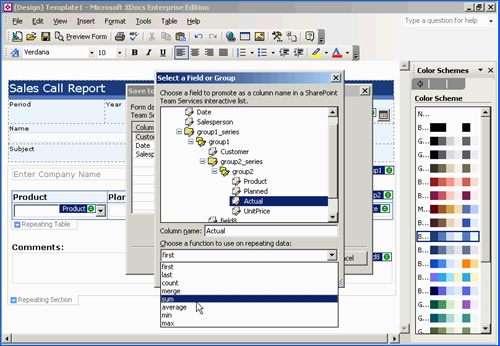 (Design) Template1 - Microsoft XDocs Enterprise Edition
File Edit View Insert Format Tools Table Help
Type a question for help
Preview Form
Verdana 10 B I U
Sales Call Report
Period Year
Name
Subject
Enter Company Name
Product Plan
Product
Repeating Table
Comments:
Repeating Section
Save to
Form da
Team Serv
Column
Custome
Date
Salesp
Select a Field or Group
Choose a field to promote as a column name in a SharePoint
Team Services interactive list.
Date
Salesperson
group1_series
group1
Customer
group2_series
group2
Product
Planned
Actual
UnitPrice
field8
Column name: Actual
Choose a function to use on repeating data:
first
first
last
count
merge
sum
average
min
max
Color Schemes
Color Scheme
N...
B...
B...
B...
B...
B...
B...
M...
B...
B...
B...
B...
B...
B...